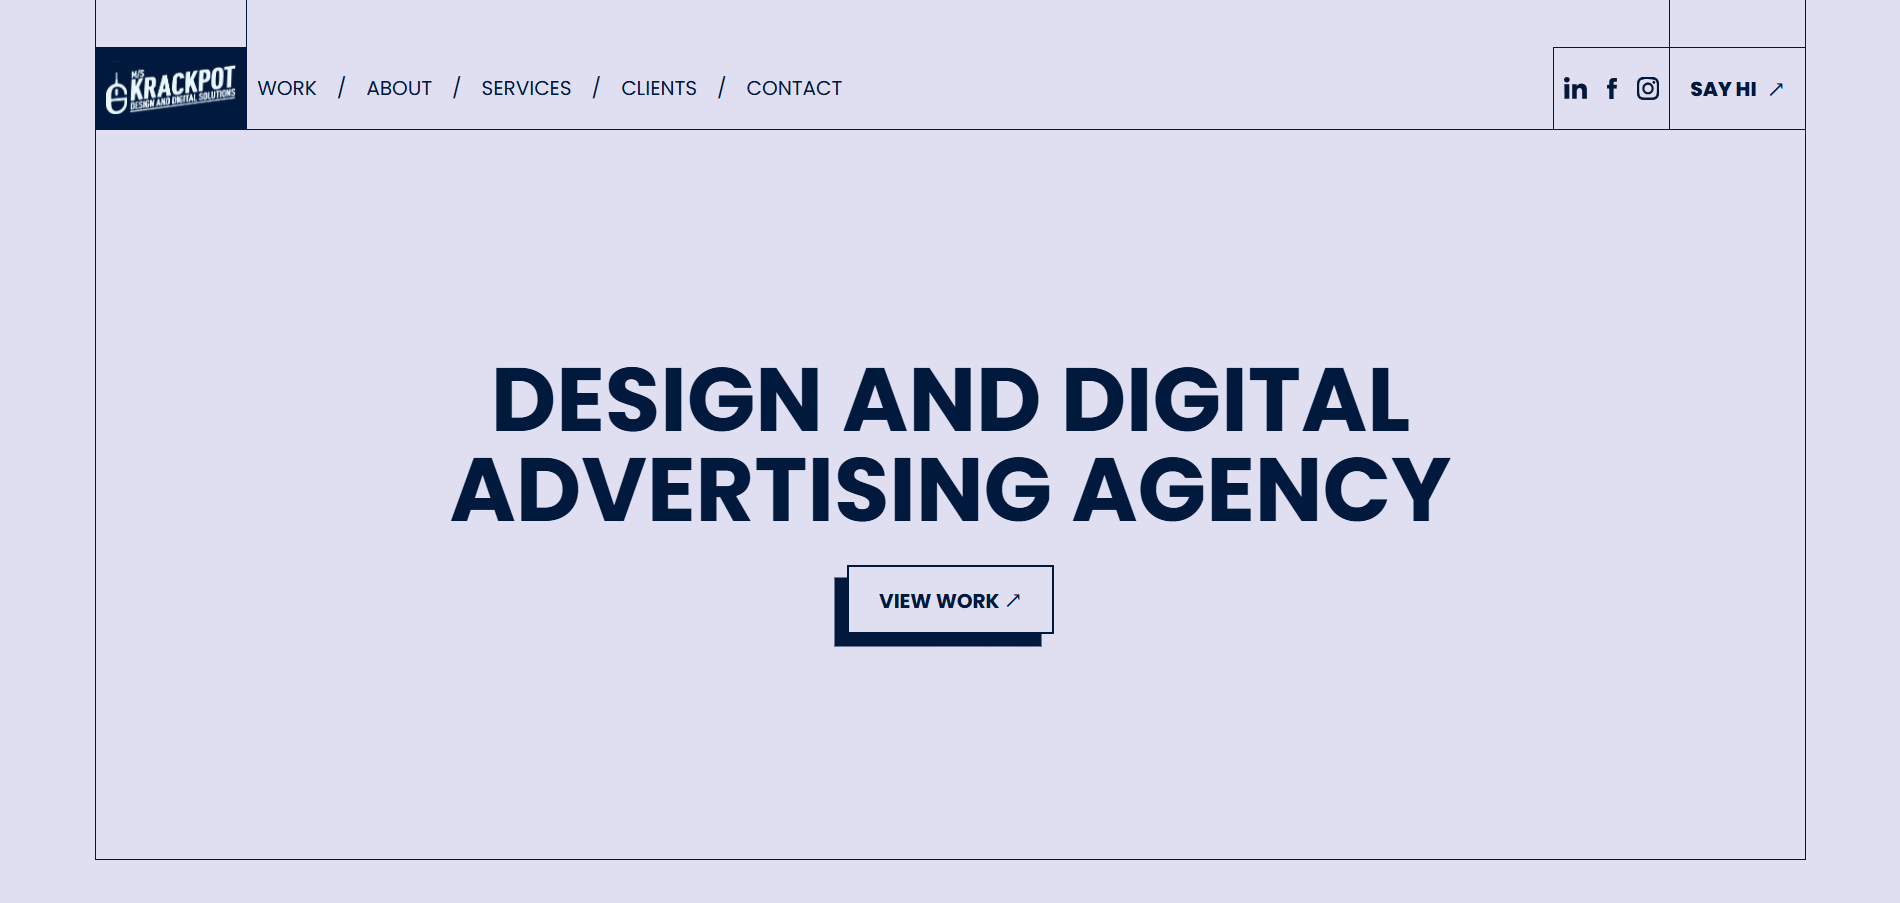 M/S
KRACKPOT
DESIGN AND DIGITAL SOLUTIONS
WORK / ABOUT / SERVICES / CLIENTS / CONTACT
in f
SAY HI ↗
DESIGN AND DIGITAL
ADVERTISING AGENCY
VIEW WORK ↗